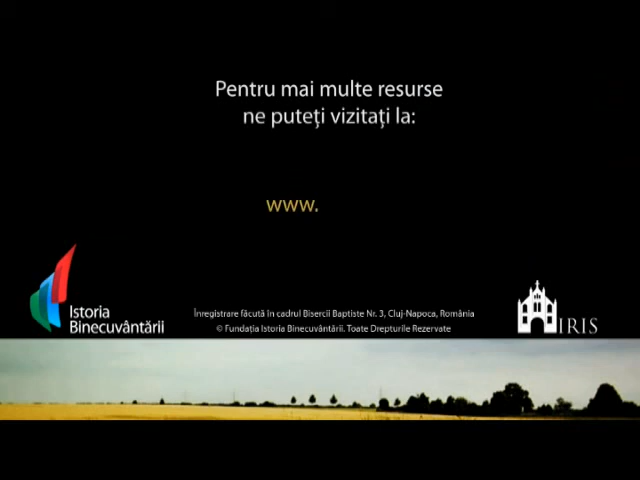 Pentru mai multe resurse
ne puteți vizitați la:
www.
Istoria
Binecuvântării
Înregistrare făcută în cadrul Bisercii Baptiste Nr. 3, Cluj-Napoca, România
© Fundația Istoria Binecuvântării. Toate Drepturile Rezervate
IRIS